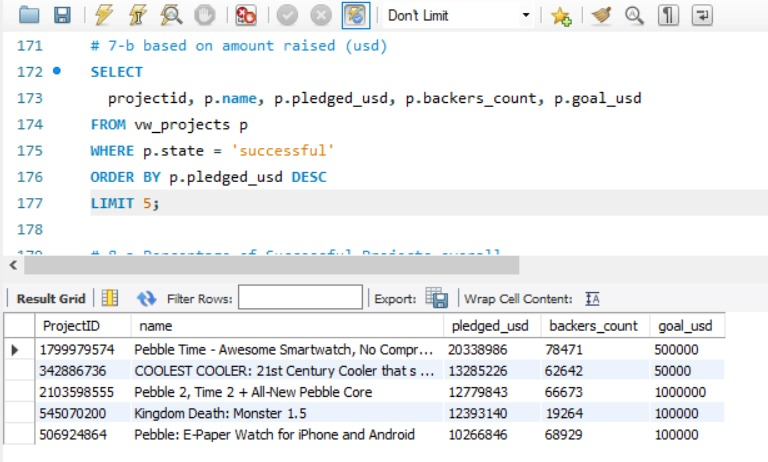 Don't Limit
171 # 7-b based on amount raised (usd)
172 SELECT
173 projectid, p.name, p.pledged_usd, p.backers_count, p.goal_usd
174 FROM vw_projects p
175 WHERE p.state = 'successful'
176 ORDER BY p.pledged_usd DESC
177 LIMIT 5;
178
Result Grid Filter Rows: Export: Wrap Cell Content:
ProjectID name pledged_usd backers_count goal_usd
1799979574 Pebble Time - Awesome Smartwatch, No Compr... 20338986 78471 500000
342886736 COOLEST COOLER: 21st Century Cooler that s ... 13285226 62642 50000
2103598555 Pebble 2, Time 2 + All-New Pebble Core 12779843 66673 1000000
545070200 Kingdom Death: Monster 1.5 12393140 19264 100000
506924864 Pebble: E-Paper Watch for iPhone and Android 10266846 68929 100000